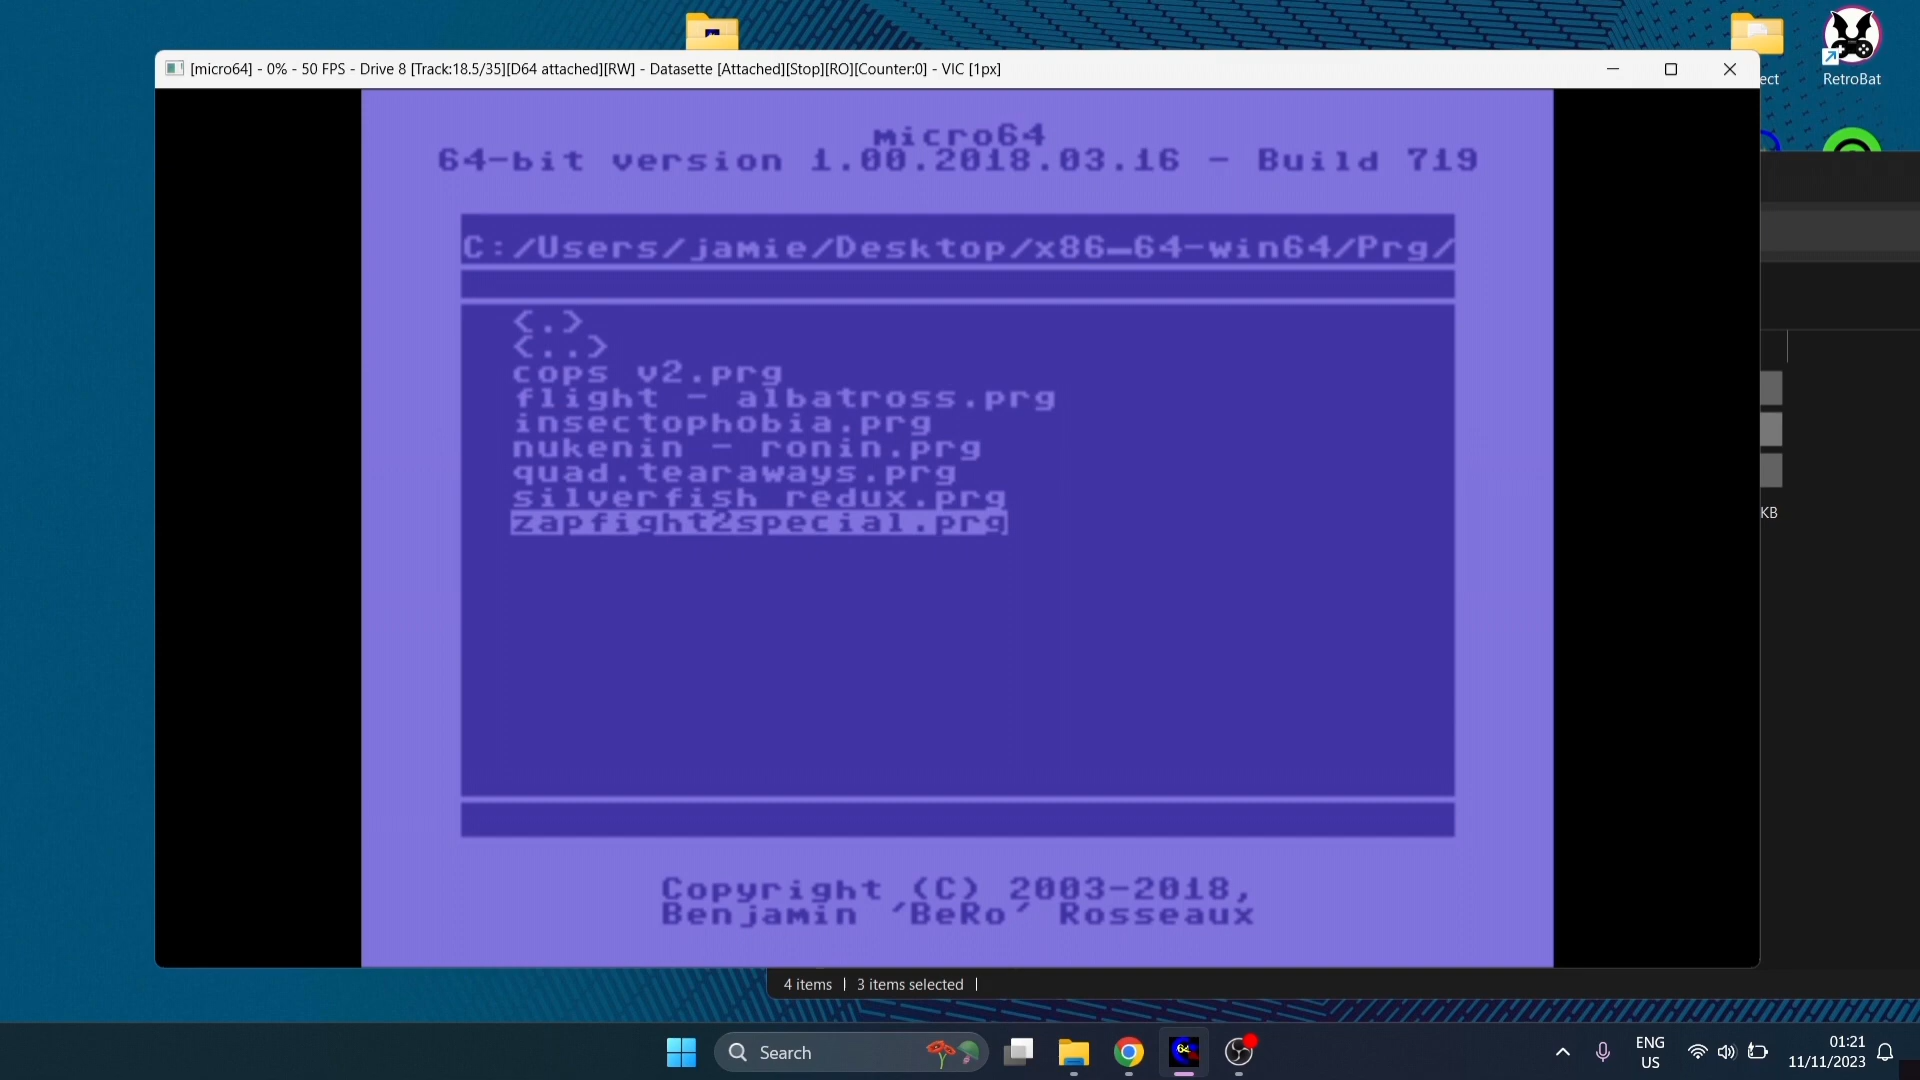 [micro64] - 0% - 50 FPS - Drive 8 [Track:18.5/35][D64 attached][RW] - Datasette [Attached][Stop][RO][Counter:0] - VIC [1px]
ect
RetroBat
micro64
64-bit version 1.00.2018.03.16 - Build 719
C:/Users/jamie/Desktop/x86_64-win64/Prg/
<.>
<..>
cops v2.prg
flight - albatross.prg
insectophobia.prg
nukenin - ronin.prg
quad.tearaways.prg
silverfish redux.prg
zapfight2special.prg
KB
Copyright (C) 2003-2018,
Benjamin 'BeRo' Rosseaux
4 items
3 items selected
Search
64
ENG
US
01:21
11/11/2023